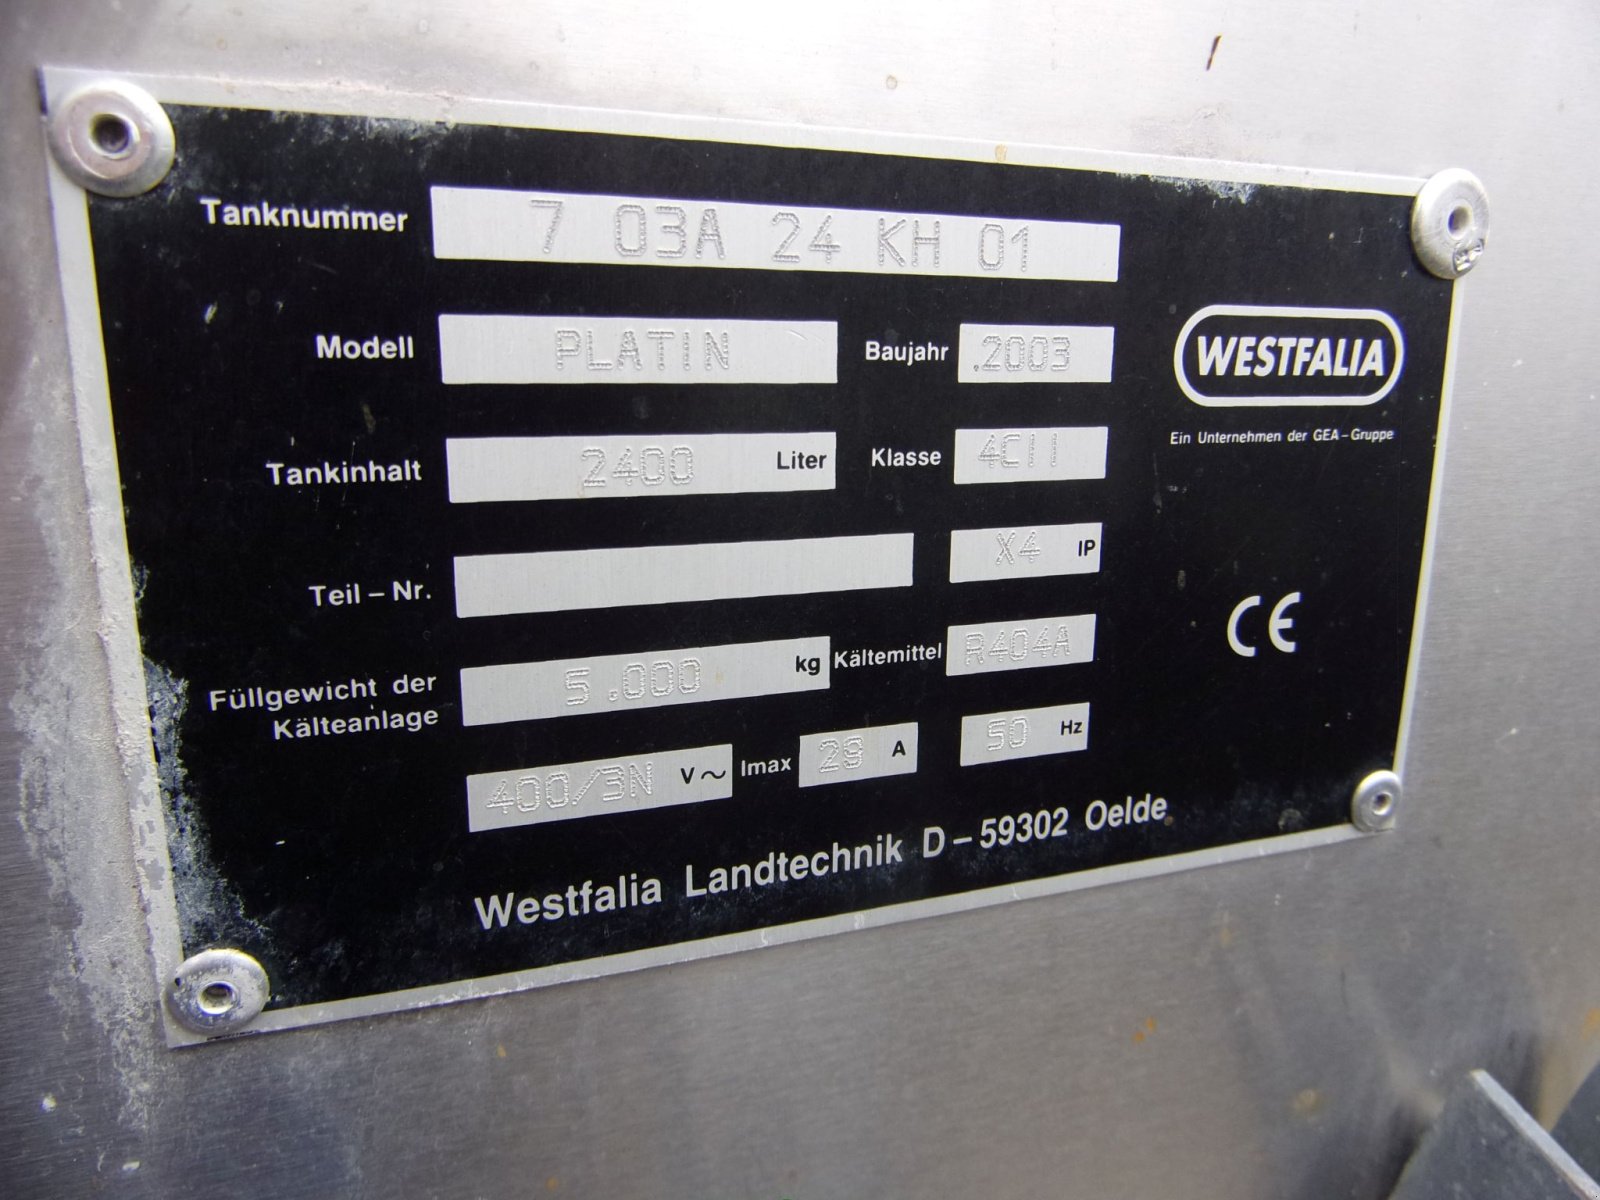 Tanknummer 7 03A 24 KH 01
Modell PLATIN Baujahr .2003
WESTFALIA
Ein Unternehmen der GEA-Gruppe
Tankinhalt 2400 Liter Klasse 4CII
Teil-Nr. X4 IP
CE
Füllgewicht der
Kälteanlage 5.000 kg Kältemittel R404A
400/3N V~ Imax A 50 Hz
Westfalia Landtechnik D-59302 Oelde